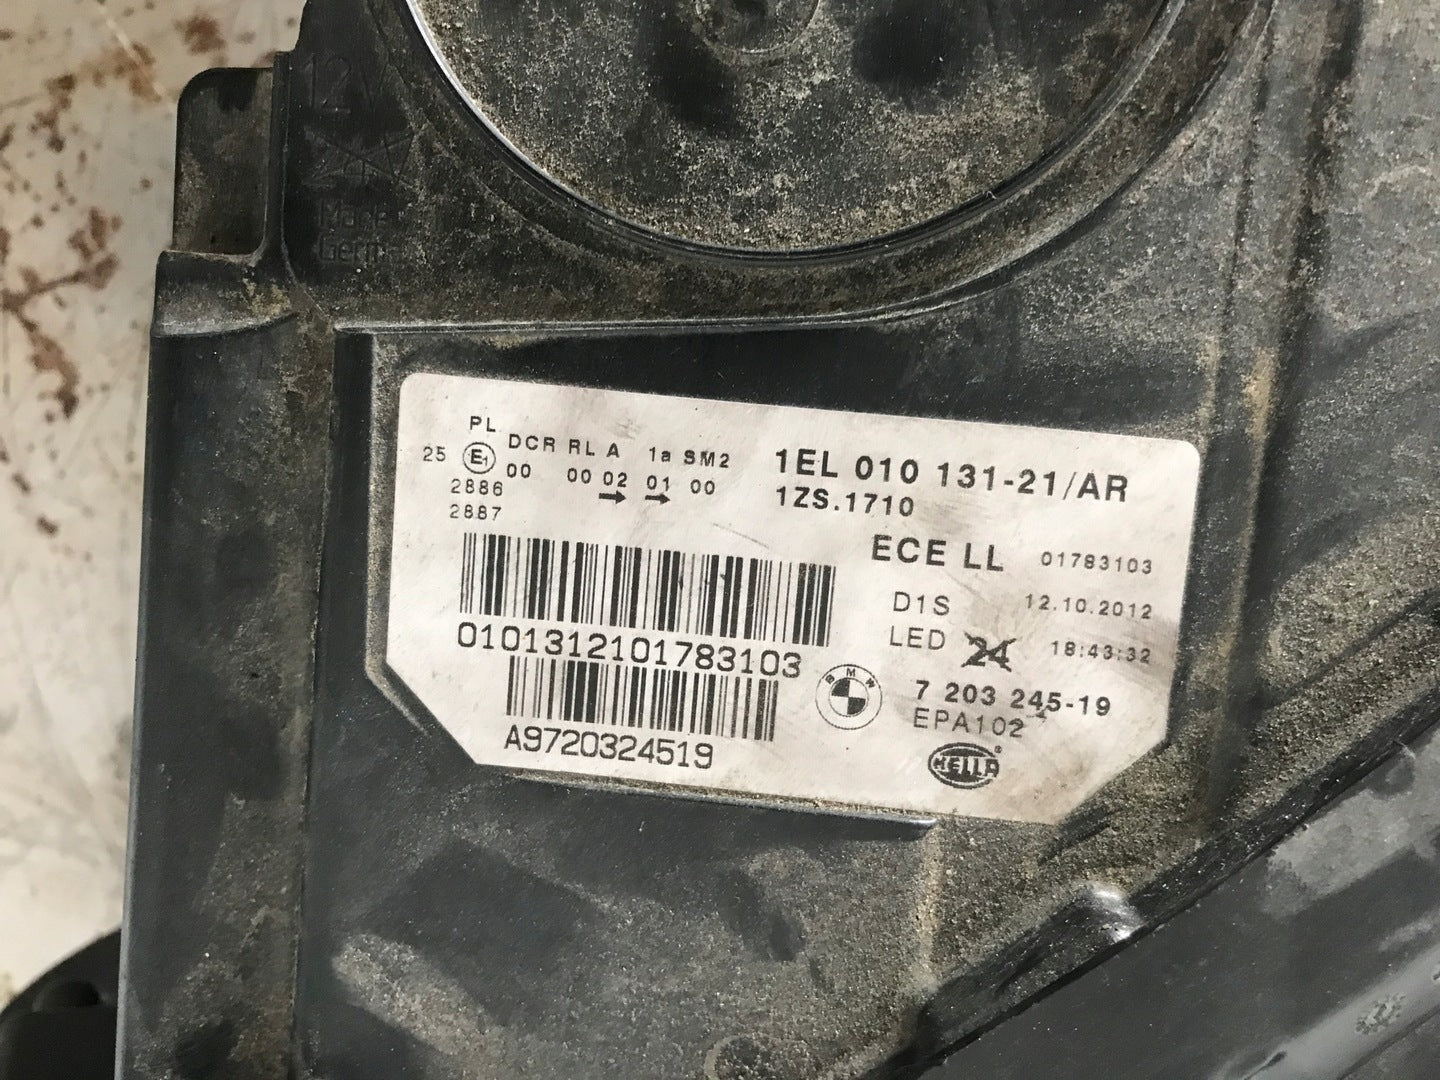 12V
Made
Germ
PL
25 E1 DCR RL A 1a SM2
00 00 02 01 00
2886
2887
1EL 010 131-21/AR
1ZS.1710
ECE LL 01783103
D1S 12.10.2012
LED 24 18:43:32
0101312101783103
A9720324519
BMW
7 203 245-19
EPA102
HELLA